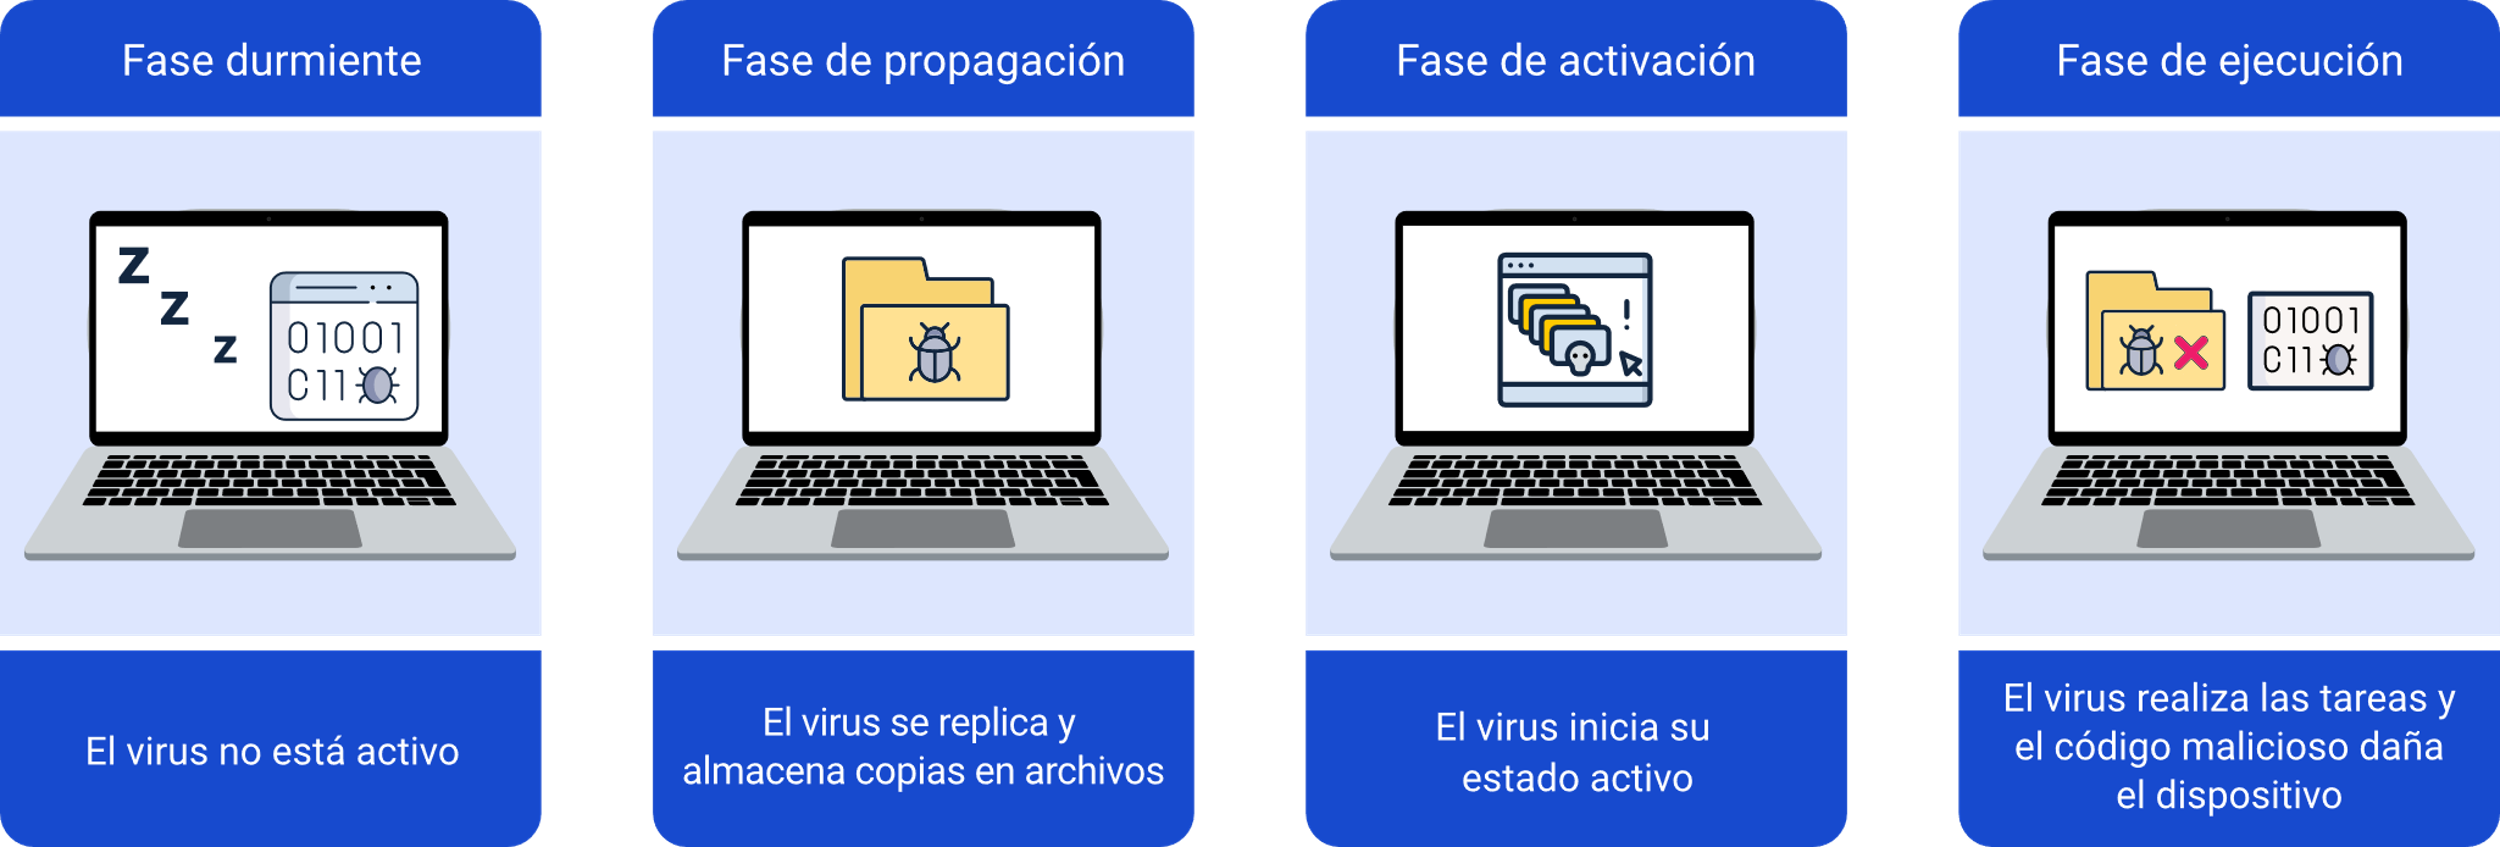 Fase durmiente
Fase de propagación
Fase de activación
Fase de ejecución
z
z
z
01001
C11
01001
C11
El virus no está activo
El virus se replica y
almacena copias en archivos
El virus inicia su
estado activo
El virus realiza las tareas y
el código malicioso daña
el dispositivo